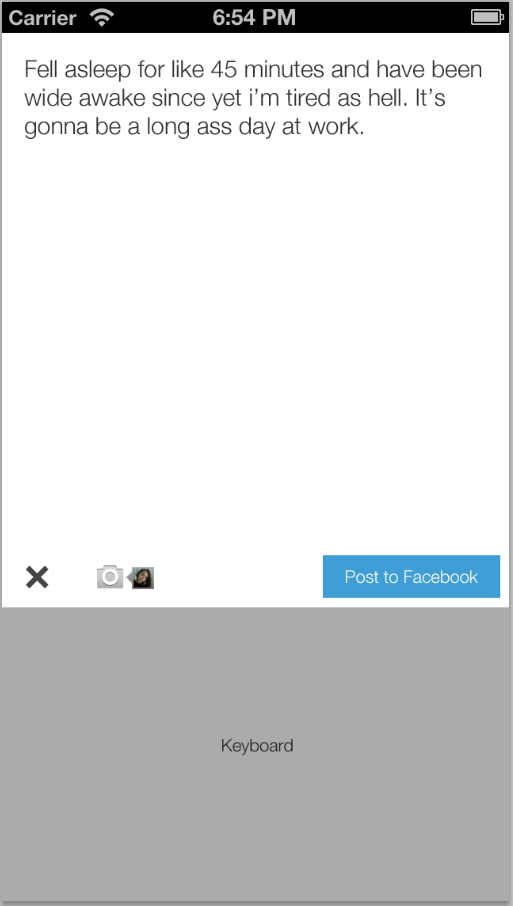 Carrier 6:54 PM
Fell asleep for like 45 minutes and have been
wide awake since yet i’m tired as hell. It’s
gonna be a long ass day at work.
Post to Facebook
Keyboard